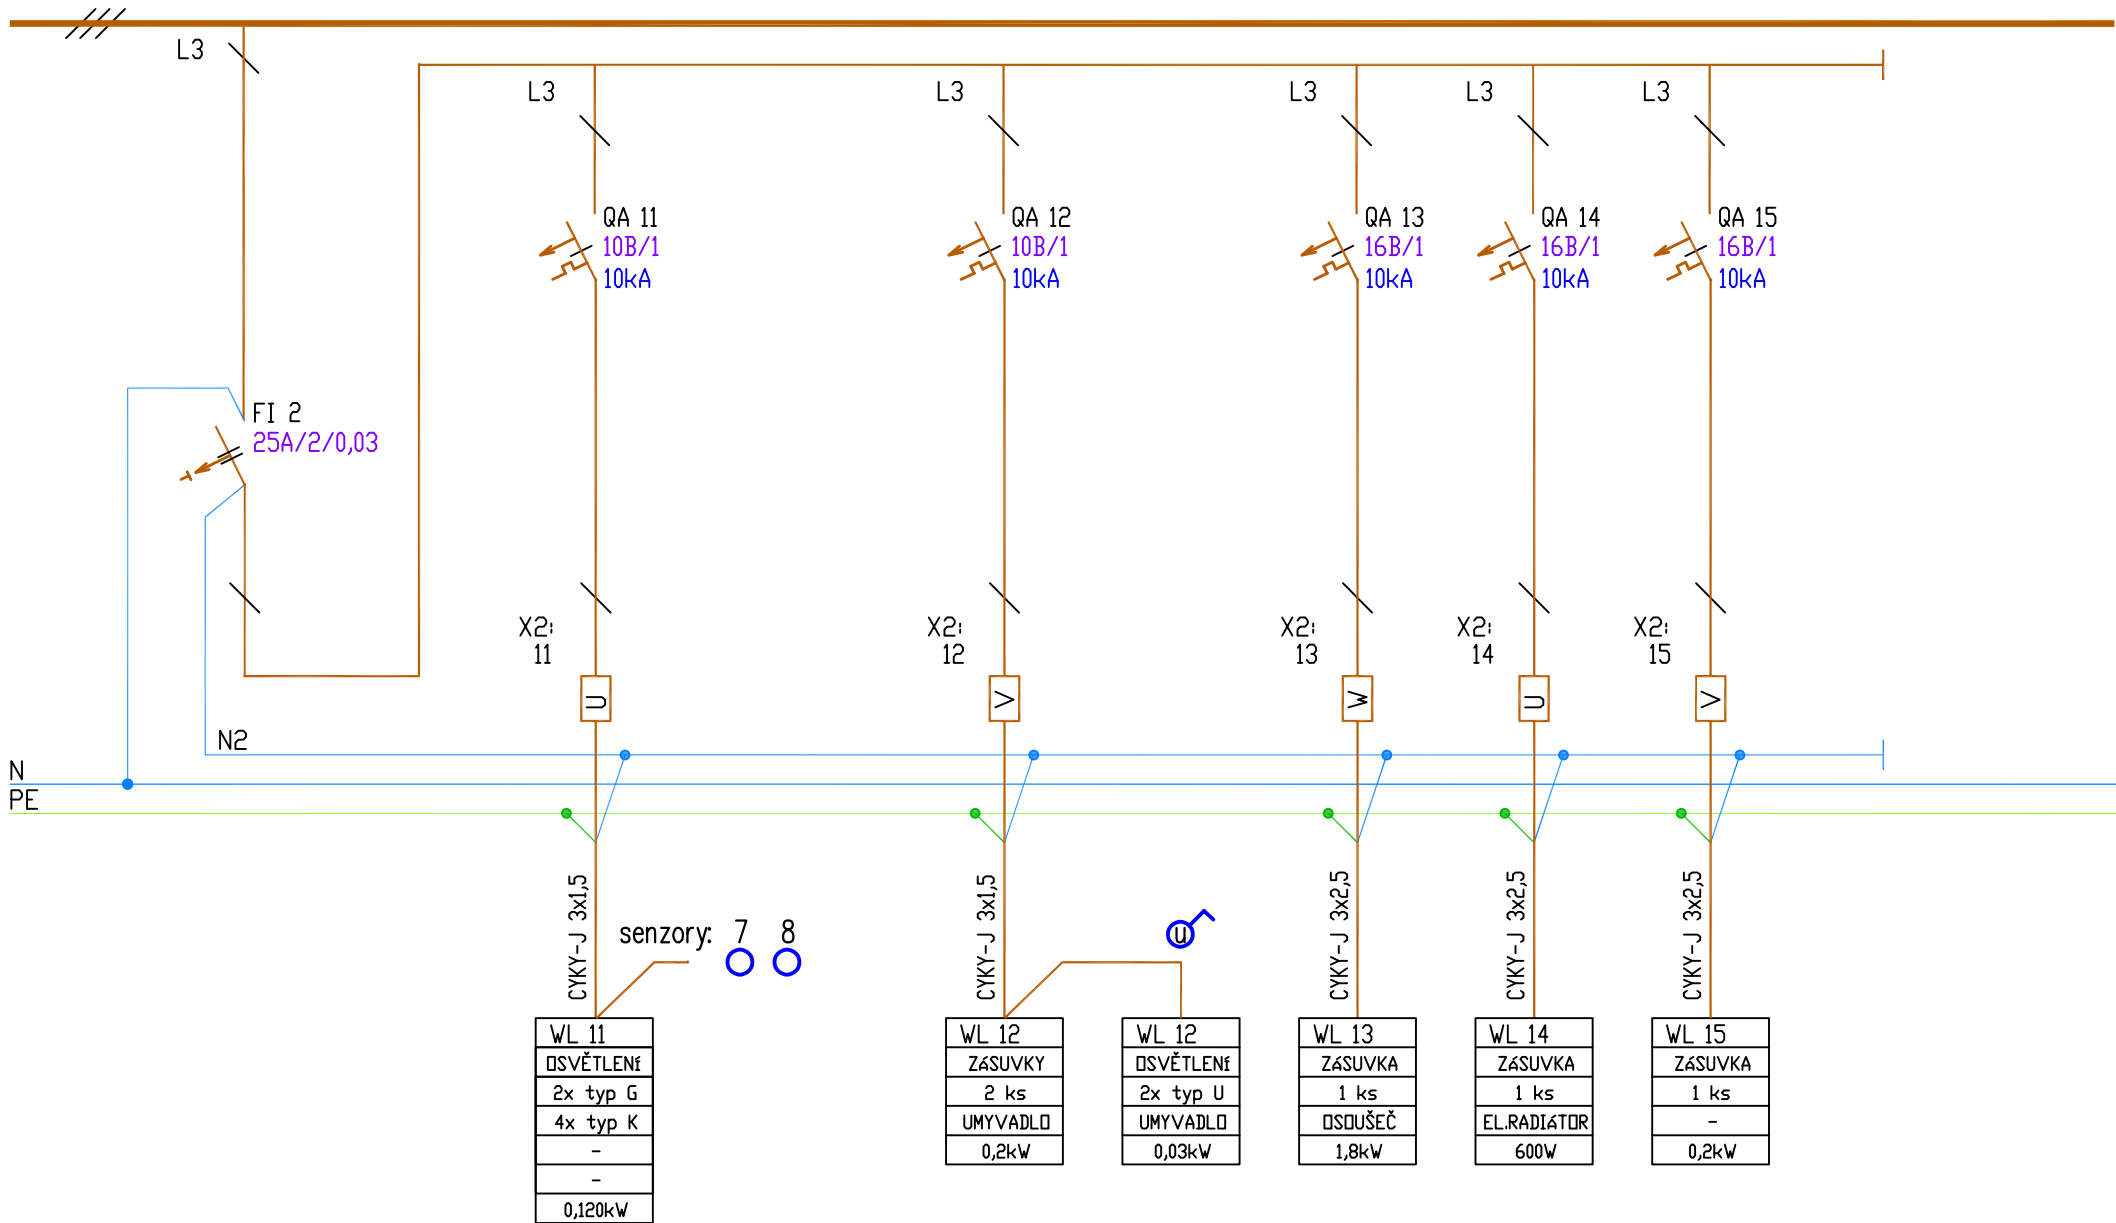 L3
L3
L3
L3
L3
L3
QA 11
10B/1
10kA
QA 12
10B/1
10kA
QA 13
16B/1
10kA
QA 14
16B/1
10kA
QA 15
16B/1
10kA
FI 2
25A/2/0,03
X2:
11
X2:
12
X2:
13
X2:
14
X2:
15
U
V
W
U
V
N2
N
PE
CYKY-J 3x1,5
CYKY-J 3x1,5
CYKY-J 3x2,5
CYKY-J 3x2,5
CYKY-J 3x2,5
senzory: 7 8
u
WL 11
OSVĚTLENÍ
2x typ G
4x typ K
-
-
0,120kW
WL 12
ZÁSUVKY
2 ks
UMYVADLO
0,2kW
WL 12
OSVĚTLENÍ
2x typ U
UMYVADLO
0,03kW
WL 13
ZÁSUVKA
1 ks
OSOUŠEČ
1,8kW
WL 14
ZÁSUVKA
1 ks
EL.RADIÁTOR
600W
WL 15
ZÁSUVKA
1 ks
-
0,2kW